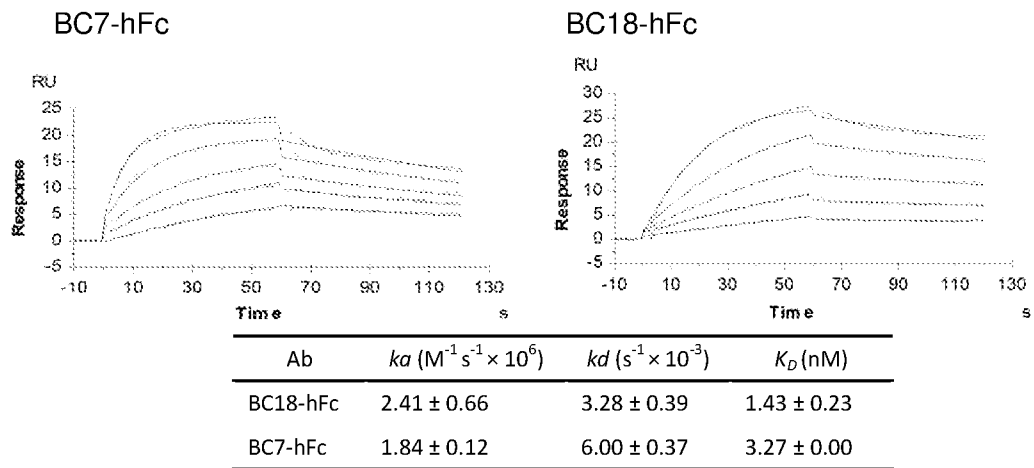 BC7-hFc
BC18-hFc
RU
25
20
15
10
5
0
-5
Response
-10 10 30 50 70 90 110 130
Time s
RU
30
25
20
15
10
5
0
-5
Response
-10 10 30 50 70 90 110 130
Time s
Ab ka (M⁻¹ s⁻¹ × 10⁶) kd (s⁻¹ × 10⁻³) K_D (nM)
BC18-hFc 2.41 ± 0.66 3.28 ± 0.39 1.43 ± 0.23
BC7-hFc 1.84 ± 0.12 6.00 ± 0.37 3.27 ± 0.00